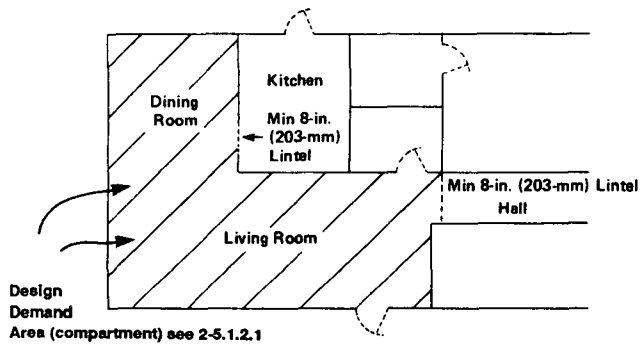 Kitchen
Dining
Room
Min 8-in.
(203-mm)
Lintel
Min 8-in. (203-mm) Lintel
Hall
Living Room
Design
Demand
Area (compartment) see 2-5.1.2.1